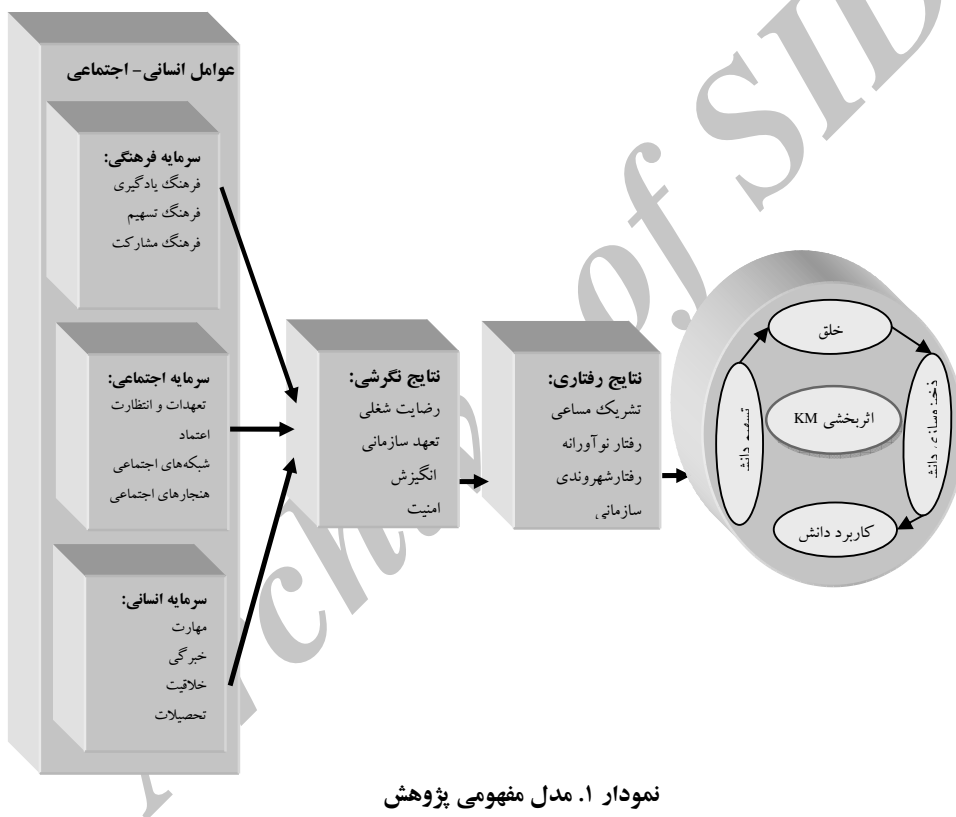 عوامل انسانی- اجتماعی
سرمایه فرهنگی:
فرهنگ یادگیری
فرهنگ تسهیم
فرهنگ مشارکت
سرمایه اجتماعی:
تعهدات و انتظارت
اعتماد
شبکه‌های اجتماعی
هنجارهای اجتماعی
سرمایه انسانی:
مهارت
خبرگی
خلاقیت
تحصیلات
نتایج نگرشی:
رضایت شغلی
تعهد سازمانی
انگیزش
امنیت
نتایج رفتاری:
تشریک مساعی
رفتار نوآورانه
رفتارشهروندی
سازمانی
خلق
ذخیره‌سازی دانش
اثربخشی KM
تسهیم دانش
کاربرد دانش
نمودار ۱. مدل مفهومی پژوهش
of SID